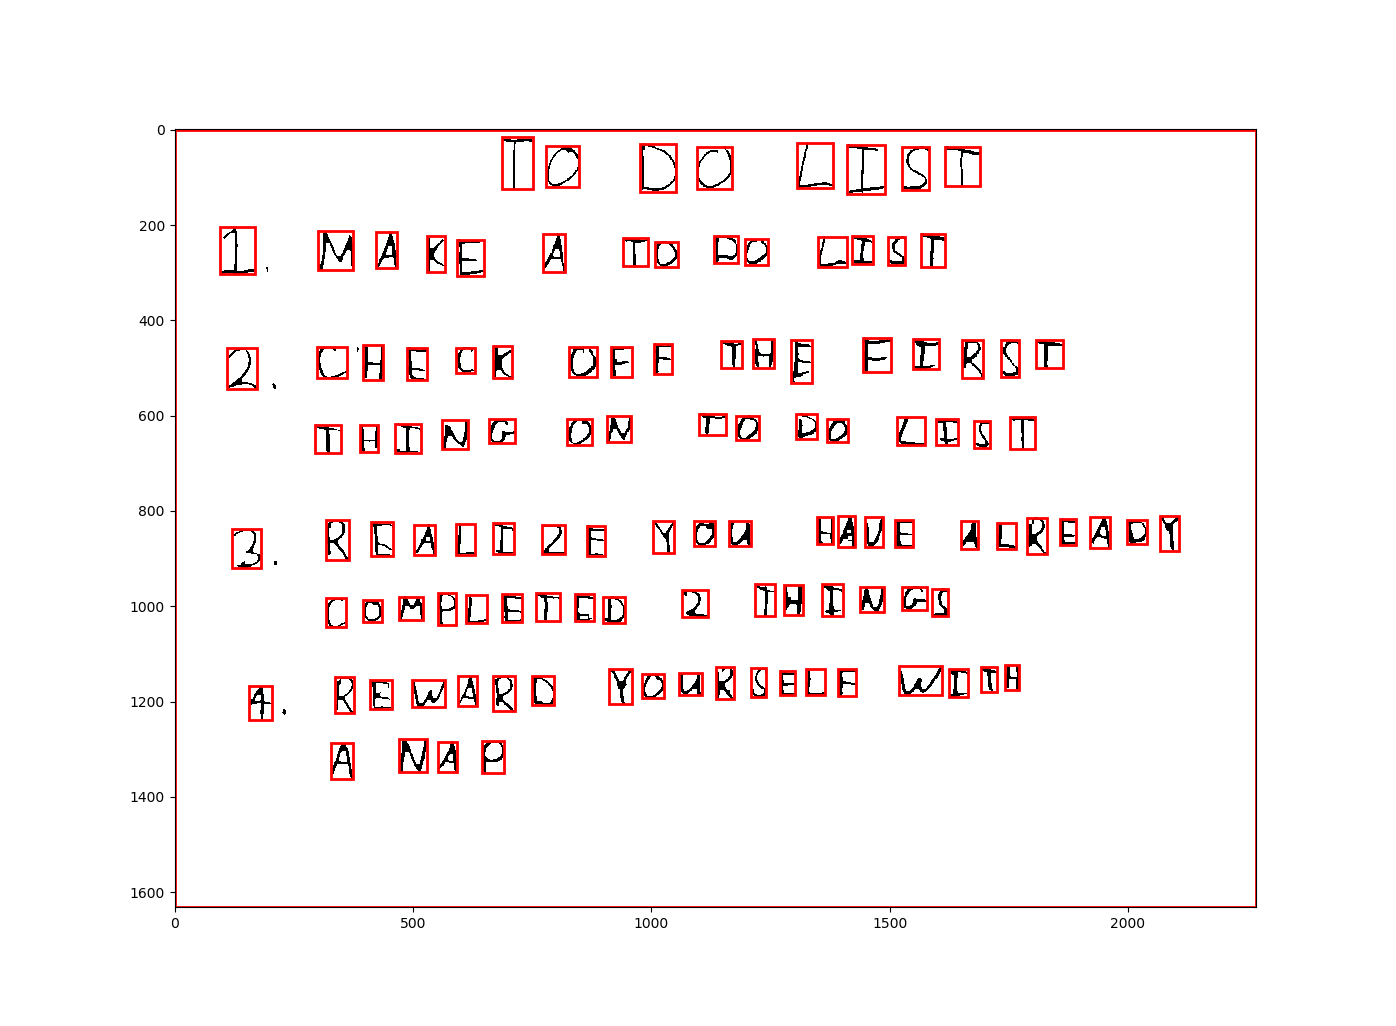 TO DO LIST
1. MAKE A TO DO LIST
2. CHECK OFF THE FIRST
THING ON TO DO LIST
3. REALIZE YOU HAVE ALREADY
COMPLETED 2 THINGS
4. REWARD YOURSELF WITH
A NAP
0
200
400
600
800
1000
1200
1400
1600
0 500 1000 1500 2000